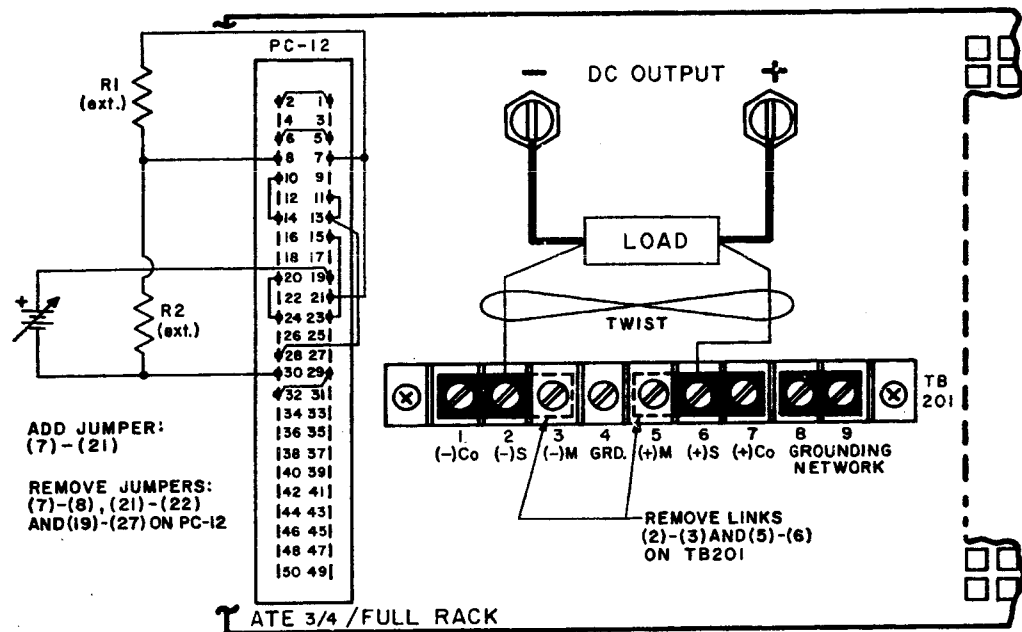 PC-12
R1
(ext.)
2 1
4 3
6 5
8 7
10 9
12 11
14 13
16 15
18 17
20 19
22 21
24 23
26 25
28 27
30 29
32 31
34 33
36 35
38 37
40 39
42 41
44 43
46 45
48 47
50 49
+
R2
(ext.)
ADD JUMPER:
(7)-(21)
REMOVE JUMPERS:
(7)-(8), (21)-(22)
AND (19)-(27) ON PC-12
- DC OUTPUT +
LOAD
TWIST
TB
201
1 2 3 4 5 6 7 8 9
(-)Co (-)S (-)M GRD. (+)M (+)S (+)Co GROUNDING
NETWORK
REMOVE LINKS
(2)-(3) AND (5)-(6)
ON TB201
ATE 3/4 / FULL RACK